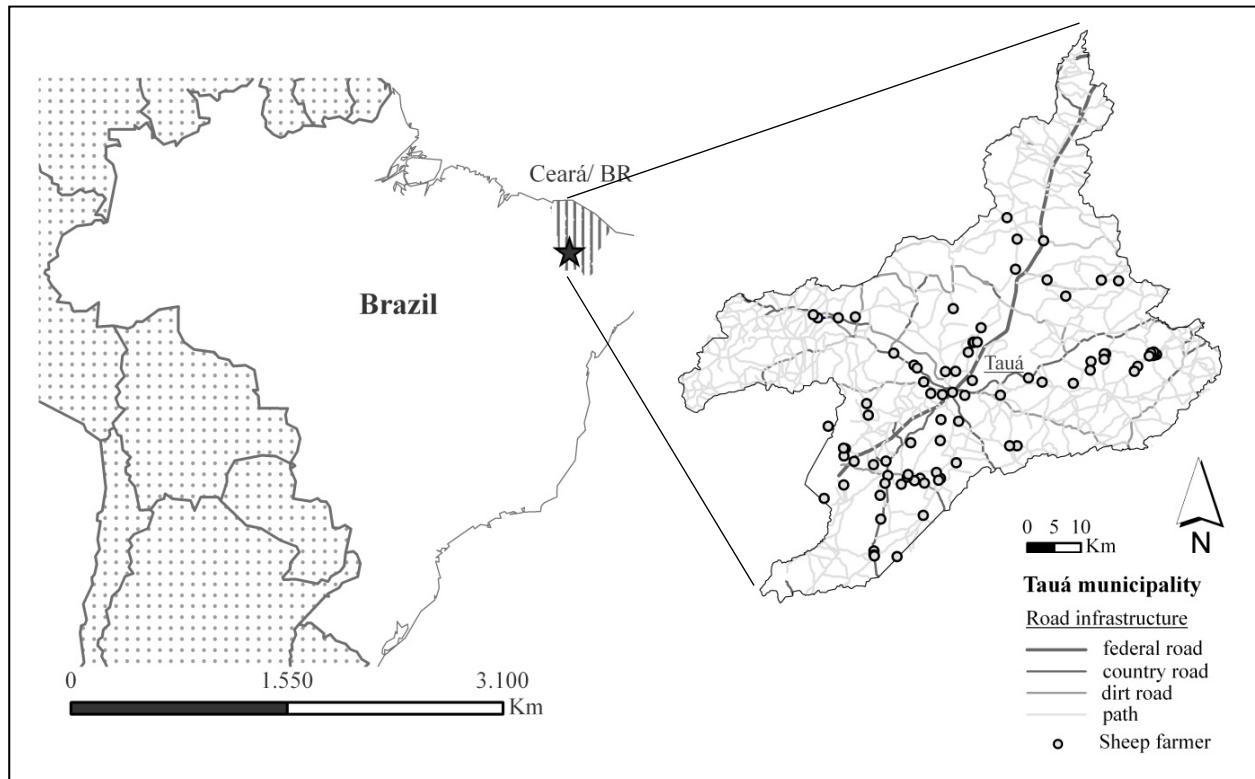 Ceará/ BR
Brazil
0 1.550 3.100
Km
Tauá
0 5 10
Km
N
Tauá municipality
Road infrastructure
federal road
country road
dirt road
path
Sheep farmer